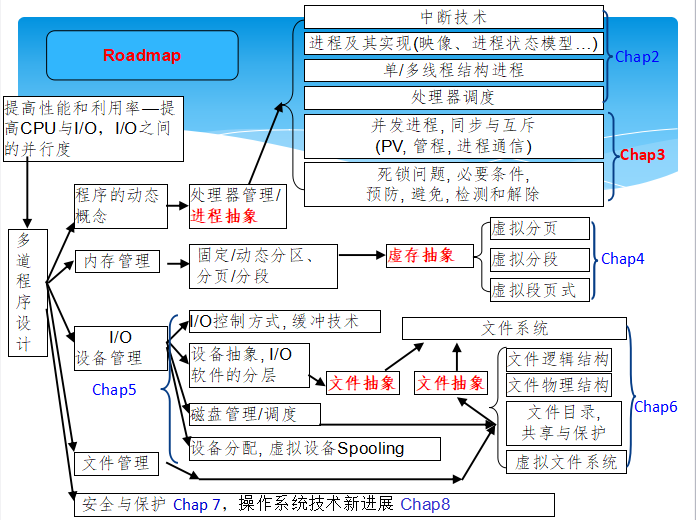 Roadmap
中断技术
进程及其实现(映像、进程状态模型…)
单/多线程结构进程
处理器调度
Chap2
并发进程, 同步与互斥
(PV, 管程, 进程通信)
死锁问题, 必要条件,
预防, 避免, 检测和解除
Chap3
提高性能和利用率—提
高CPU与I/O，I/O之间
的并行度
多道程序设计
程序的动态
概念
处理器管理/
进程抽象
内存管理
固定/动态分区、
分页/分段
虚存抽象
虚拟分页
虚拟分段
虚拟段页式
Chap4
I/O
设备管理
Chap5
I/O控制方式, 缓冲技术
设备抽象, I/O
软件的分层
磁盘管理/调度
设备分配, 虚拟设备Spooling
文件抽象
文件抽象
文件系统
文件逻辑结构
文件物理结构
文件目录,
共享与保护
虚拟文件系统
Chap6
文件管理
安全与保护 Chap 7，操作系统技术新进展 Chap8